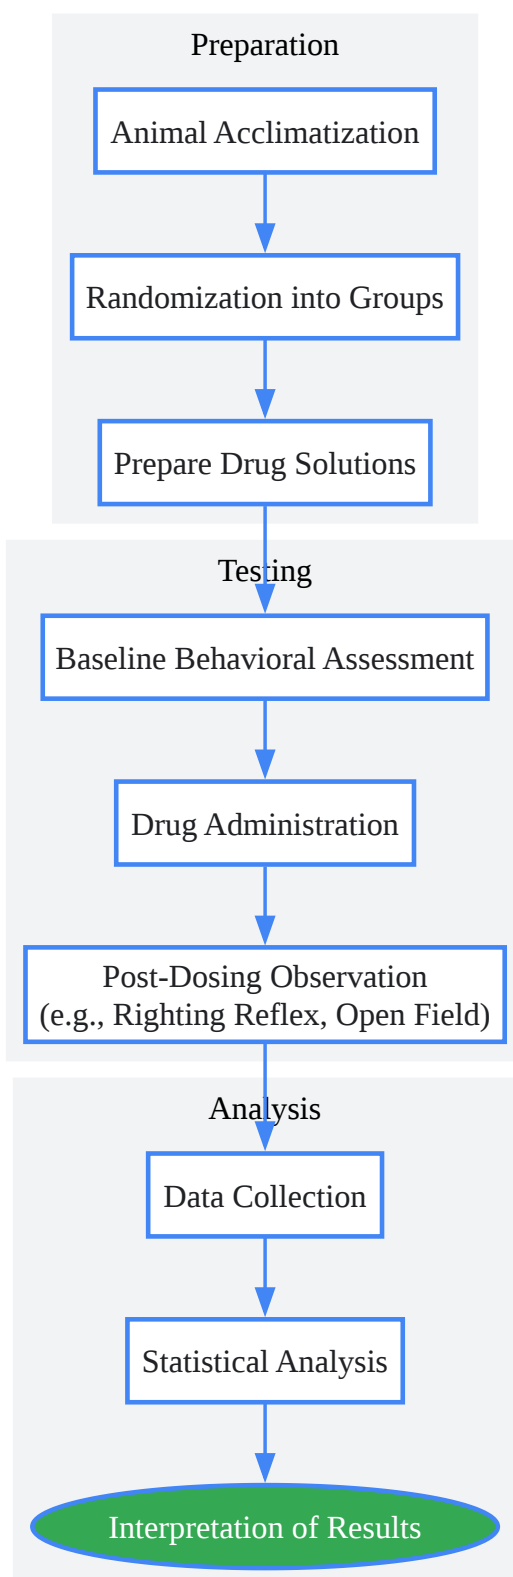 Preparation
Animal Acclimatization
Randomization into Groups
Prepare Drug Solutions
Testing
Baseline Behavioral Assessment
Drug Administration
Post-Dosing Observation
(e.g., Righting Reflex, Open Field)
Analysis
Data Collection
Statistical Analysis
Interpretation of Results